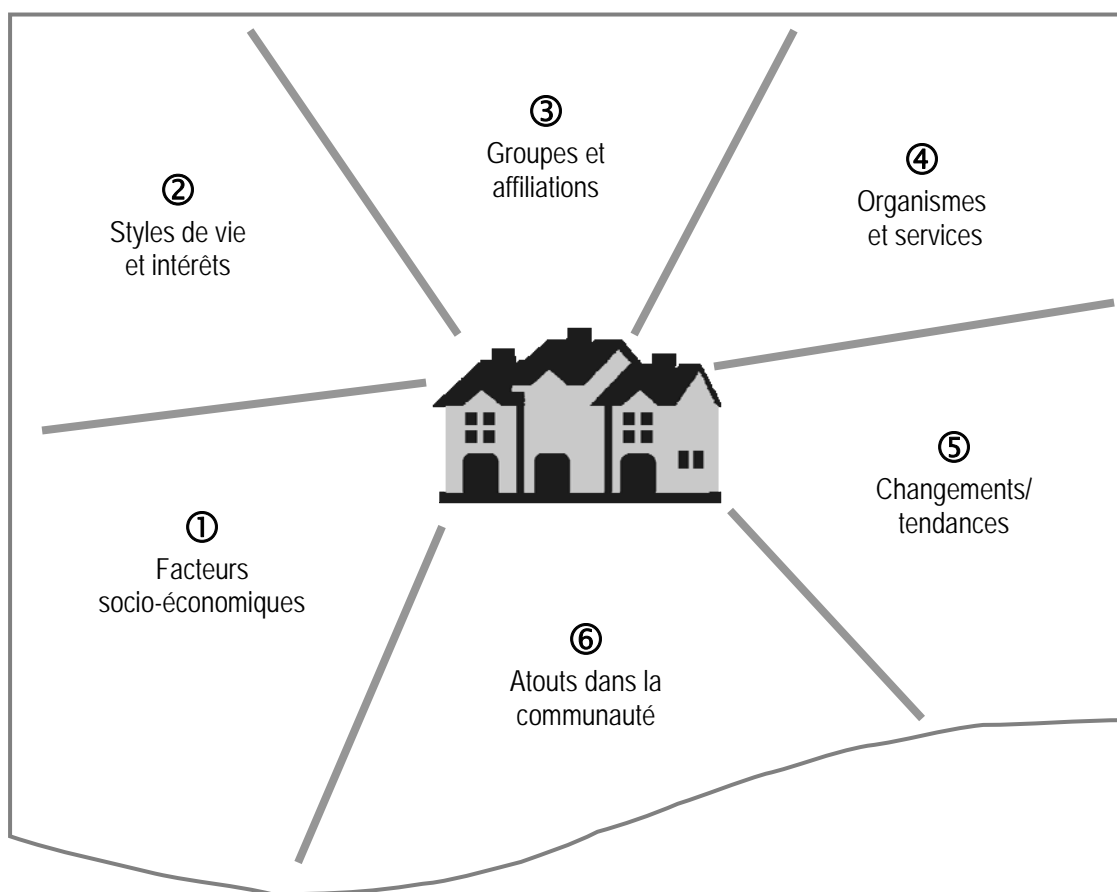 ①
Facteurs
socio-économiques
②
Styles de vie
et intérêts
③
Groupes et
affiliations
④
Organismes
et services
⑤
Changements/
tendances
⑥
Atouts dans la
communauté